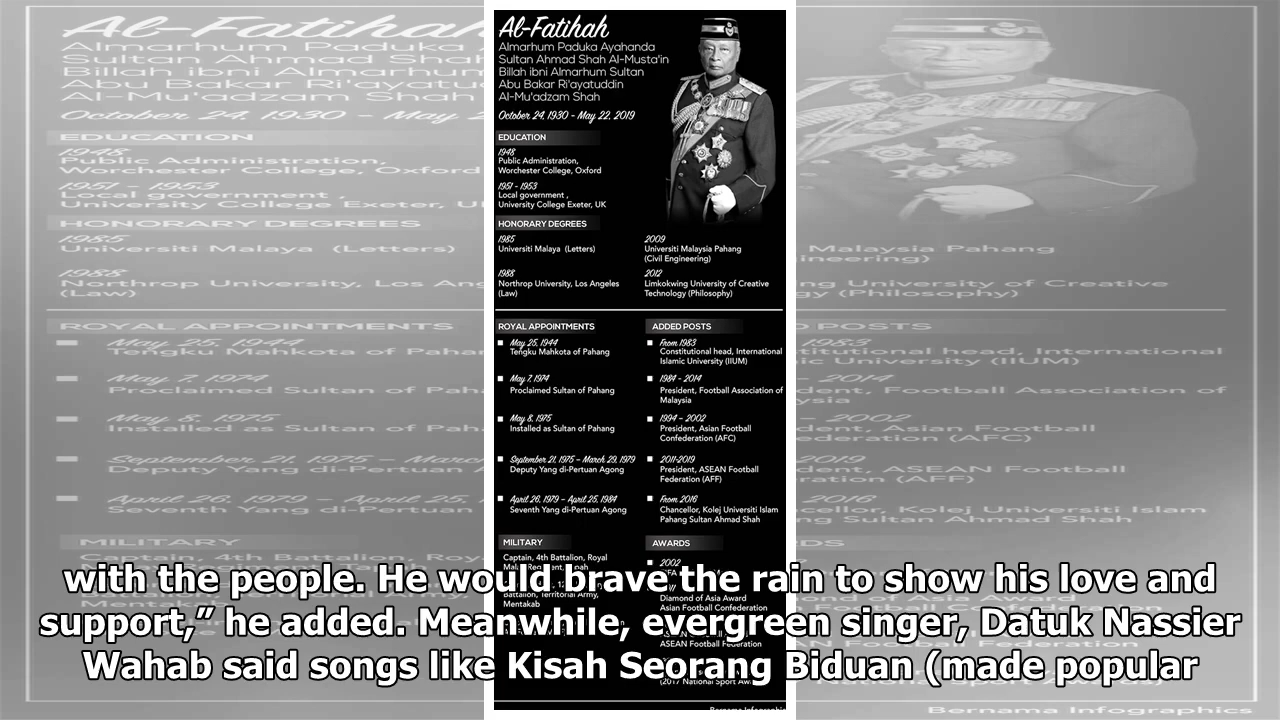 Al-Fatihah
Almarhum Paduka Ayahanda
Sultan Ahmad Shah Al-Musta'in
Billah ibni Almarhum Sultan
Abu Bakar Ri'ayatuddin
Al-Mu'adzam Shah
October 24, 1930 - May 22, 2019
EDUCATION
1948
Public Administration,
Worchester College, Oxford
1951 - 1953
Local government ,
University College Exeter, UK
HONORARY DEGREES
1985
Universiti Malaya (Letters)
1988
Northrop University, Los Angeles
(Law)
2009
Universiti Malaysia Pahang
(Civil Engineering)
2012
Limkokwing University of Creative
Technology (Philosophy)
ROYAL APPOINTMENTS
May 25, 1944
Tengku Mahkota of Pahang
May 7, 1974
Proclaimed Sultan of Pahang
May 8, 1975
Installed as Sultan of Pahang
September 21, 1975 - March 29, 1979
Deputy Yang di-Pertuan Agong
April 26, 1979 - April 25, 1984
Seventh Yang di-Pertuan Agong
ADDED POSTS
From 1983
Constitutional head, International
Islamic University (IIUM)
1984 - 2014
President, Football Association of
Malaysia
1994 - 2002
President, Asian Football
Confederation (AFC)
2011-2019
President, ASEAN Football
Federation (AFF)
From 2016
Chancellor, Kolej Universiti Islam
Pahang Sultan Ahmad Shah
MILITARY
Captain, 4th Battalion, Royal
Battalion, Territorial Army,
Mentakab
AWARDS
2002
Diamond of Asia Award
Asian Football Confederation
ASEAN Football Federation
(2017 National Sport
with the people. He would brave the rain to show his love and
support,” he added. Meanwhile, evergreen singer, Datuk Nassier
Wahab said songs like Kisah Seorang Biduan (made popular
Bernama Infographics